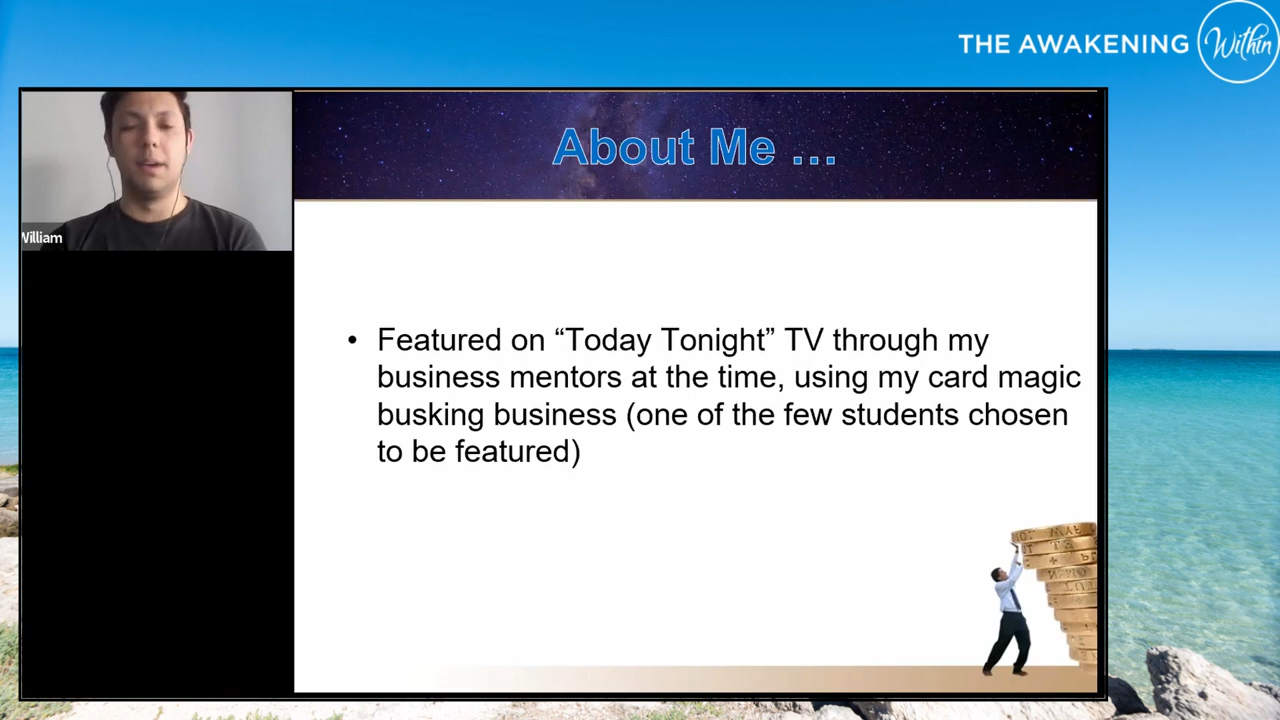 THE AWAKENING Within
About Me ...
William
• Featured on “Today Tonight” TV through my
business mentors at the time, using my card magic
busking business (one of the few students chosen
to be featured)